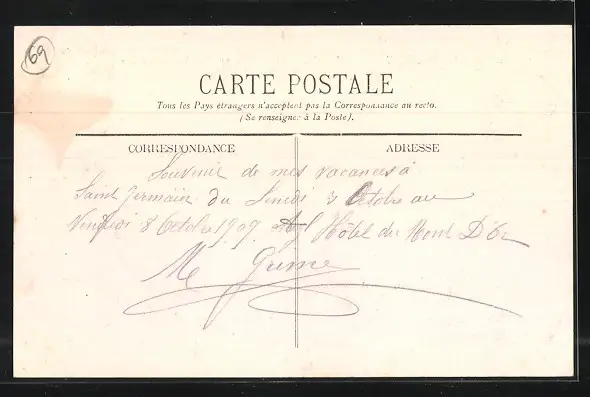 69
CARTE POSTALE
Tous les Pays étrangers n'acceptent pas la Correspondance au recto.
(Se renseigner à la Poste).
CORRESPONDANCE
ADRESSE
Souvenir de mes vacances à
Saint Germain du Lundi Octobre au
Vendredi 8 Octobre 1909 Hôtel du Mont D'Or